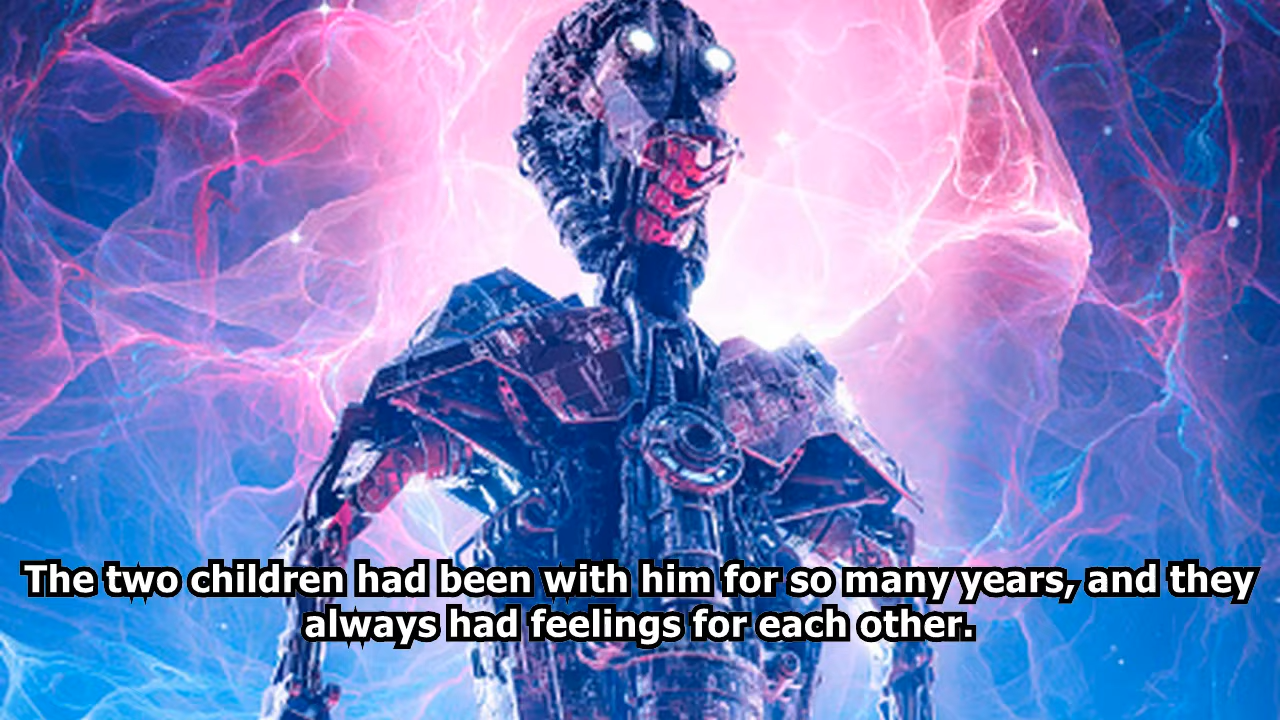 The two children had been with him for so many years, and they
always had feelings for each other.